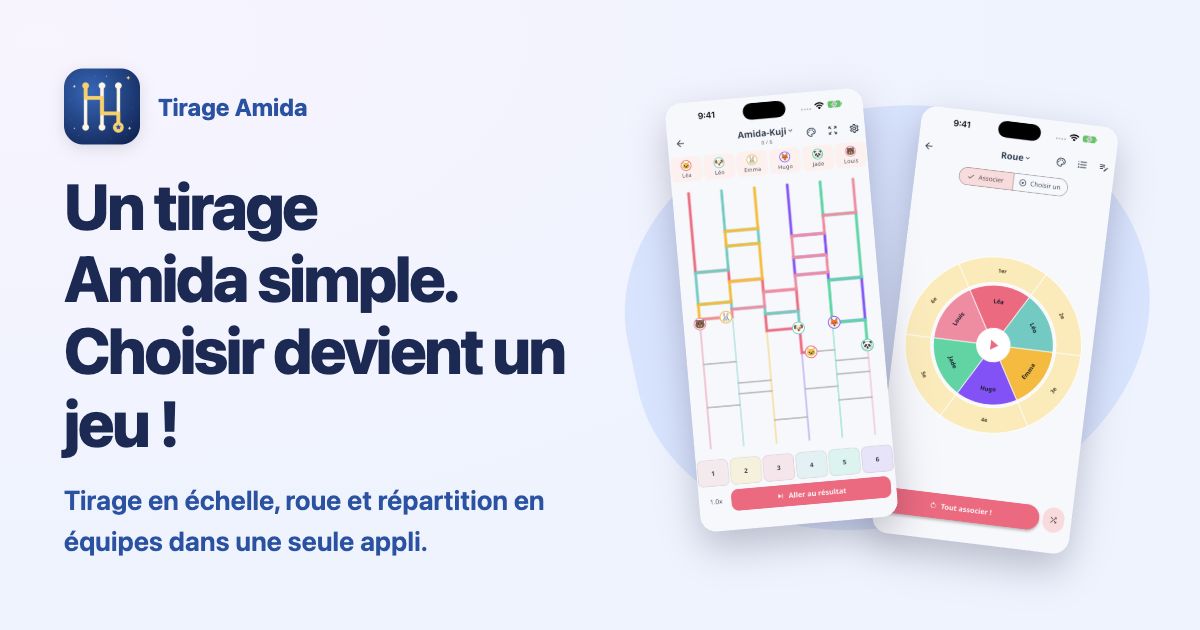 Tirage Amida
Un tirage
Amida simple.
Choisir devient un
jeu !
Tirage en échelle, roue et répartition en
équipes dans une seule appli.
9:41
Amida-Kuji
0 / 6
Léa
Léo
Emma
Hugo
Jade
Louis
1
2
3
4
5
6
1.0x
Aller au résultat
9:41
Roue
Associer
Choisir un
1er
2e
3e
4e
5e
6e
Léa
Léo
Emma
Hugo
Jade
Louis
Tout associer !